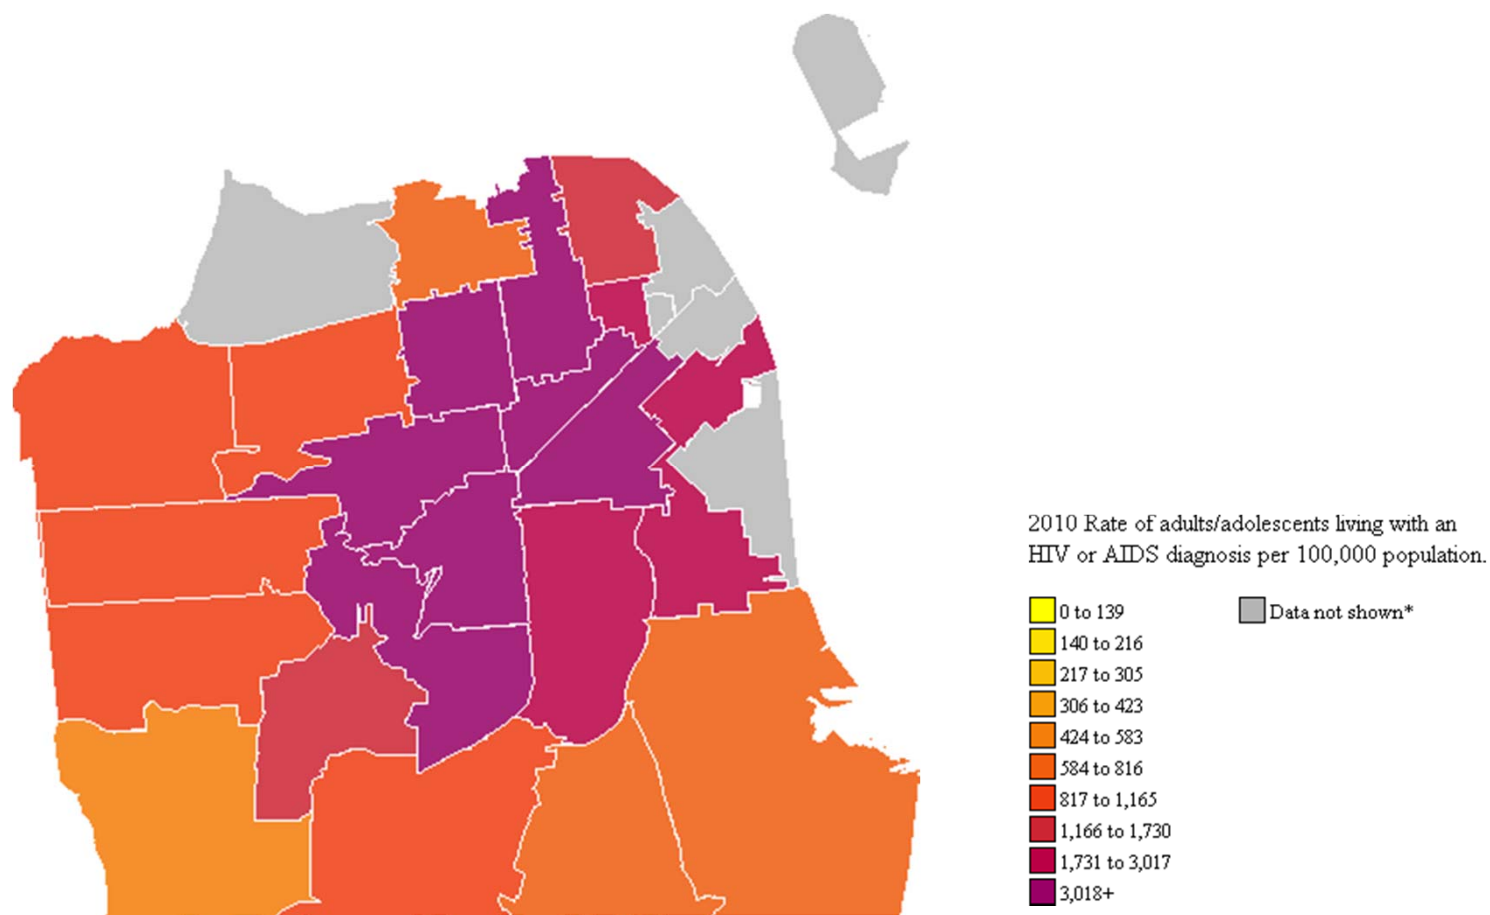 2010 Rate of adults/adolescents living with an
HIV or AIDS diagnosis per 100,000 population.
0 to 139
Data not shown*
140 to 216
217 to 305
306 to 423
424 to 583
584 to 816
817 to 1,165
1,166 to 1,730
1,731 to 3,017
3,018+